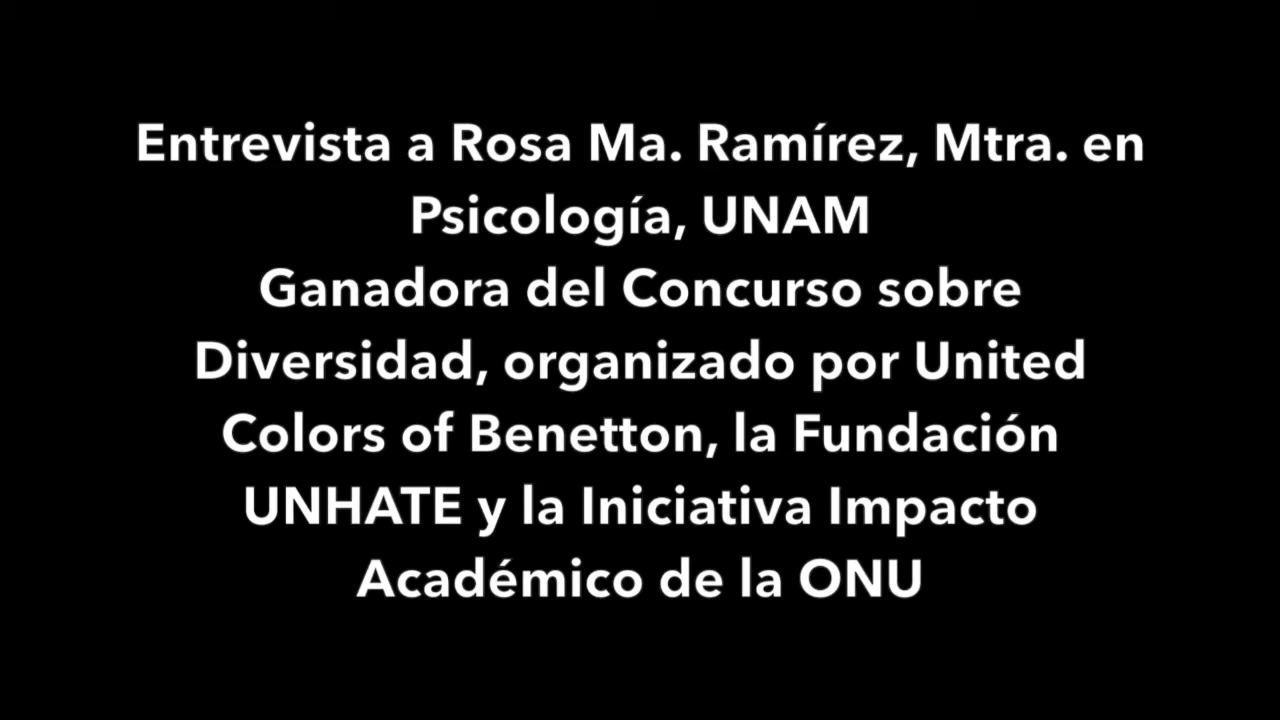 Entrevista a Rosa Ma. Ramírez, Mtra. en
Psicología, UNAM
Ganadora del Concurso sobre
Diversidad, organizado por United
Colors of Benetton, la Fundación
UNHATE y la Iniciativa Impacto
Académico de la ONU